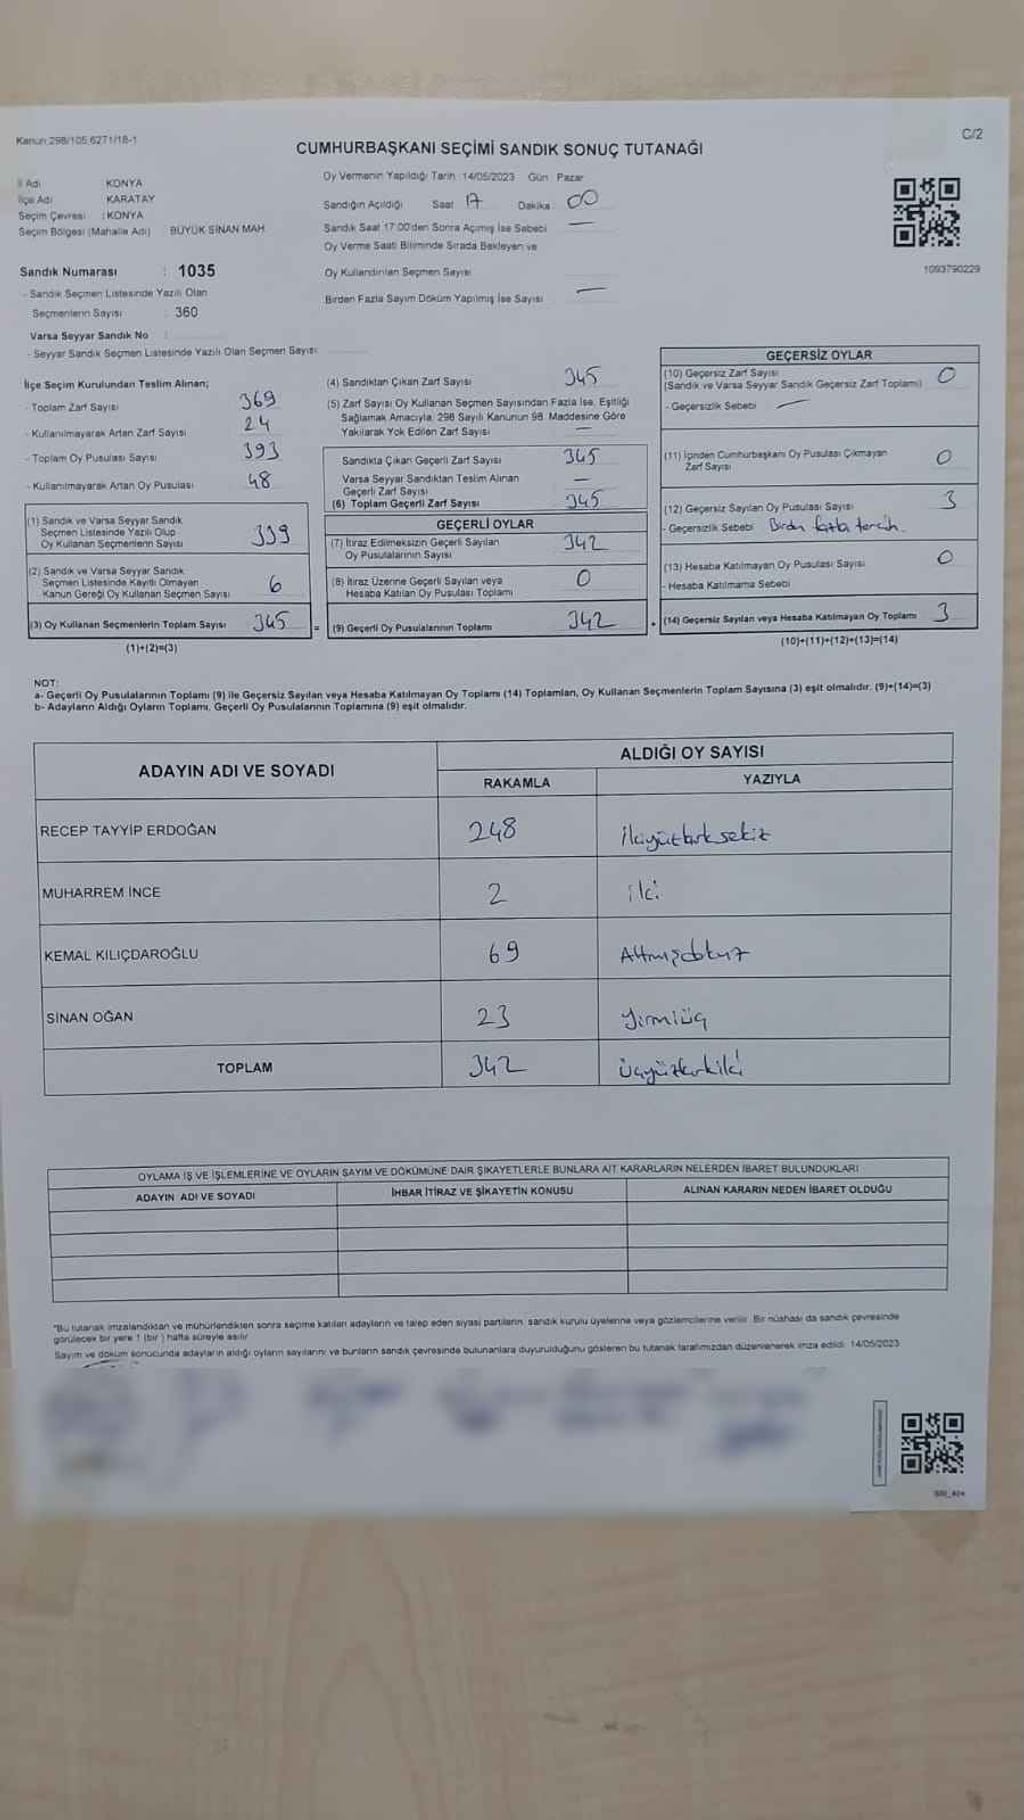 Kanun:298/105,6271/18-1
C/2
CUMHURBAŞKANI SEÇİMİ SANDIK SONUÇ TUTANAĞI
İl Adı : KONYA
İlçe Adı : KARATAY
Seçim Çevresi : KONYA
Seçim Bölgesi (Mahalle Adı) BÜYÜK SİNAN MAH
Sandık Numarası : 1035
- Sandık Seçmen Listesinde Yazılı Olan
Seçmenlerin Sayısı : 360
Varsa Seyyar Sandık No :
- Seyyar Sandık Seçmen Listesinde Yazılı Olan Seçmen Sayısı:
Oy Vermenin Yapıldığı Tarih :14/05/2023 Gün : Pazar
Sandığın Açıldığı Saat 17 Dakika 00
Sandık Saat 17:00'den Sonra Açılmış İse Sebebi —
Oy Verme Saati Bitiminde Sırada Bekleyen ve
Oy Kullandırılan Seçmen Sayısı
Birden Fazla Sayım Döküm Yapılmış İse Sayısı —
1093790229
İlçe Seçim Kurulundan Teslim Alınan;
- Toplam Zarf Sayısı 369
- Kullanılmayarak Artan Zarf Sayısı 24
- Toplam Oy Pusulası Sayısı 393
- Kullanılmayarak Artan Oy Pusulası 48
(1) Sandık ve Varsa Seyyar Sandık
Seçmen Listesinde Yazılı Olup
Oy Kullanan Seçmenlerin Sayısı 339
(2) Sandık ve Varsa Seyyar Sandık
Seçmen Listesinde Kayıtlı Olmayan
Kanun Gereği Oy Kullanan Seçmen Sayısı 6
(3) Oy Kullanan Seçmenlerin Toplam Sayısı 345
(1)+(2)=(3)
(4) Sandıktan Çıkan Zarf Sayısı 345
(5) Zarf Sayısı Oy Kullanan Seçmen Sayısından Fazla İse, Eşitliği
Sağlamak Amacıyla, 298 Sayılı Kanunun 98. Maddesine Göre
Yakılarak Yok Edilen Zarf Sayısı —
Sandıkta Çıkan Geçerli Zarf Sayısı 345
Varsa Seyyar Sandıktan Teslim Alınan
Geçerli Zarf Sayısı —
(6) Toplam Geçerli Zarf Sayısı 345
GEÇERLİ OYLAR
(7) İtiraz Edilmeksizin Geçerli Sayılan
Oy Pusulalarının Sayısı 342
(8) İtiraz Üzerine Geçerli Sayılan veya
Hesaba Katılan Oy Pusulası Toplamı 0
= (9) Geçerli Oy Pusulalarının Toplamı 342
GEÇERSİZ OYLAR
(10) Geçersiz Zarf Sayısı 0
(Sandık ve Varsa Seyyar Sandık Geçersiz Zarf Toplamı)
- Geçersizlik Sebebi —
(11) İçinden Cumhurbaşkanı Oy Pusulası Çıkmayan
Zarf Sayısı 0
(12) Geçersiz Sayılan Oy Pusulası Sayısı 3
- Geçersizlik Sebebi Birden fazla tercih
(13) Hesaba Katılmayan Oy Pusulası Sayısı 0
- Hesaba Katılmama Sebebi
+ (14) Geçersiz Sayılan veya Hesaba Katılmayan Oy Toplamı 3
(10)+(11)+(12)+(13)=(14)
NOT:
a- Geçerli Oy Pusulalarının Toplamı (9) ile Geçersiz Sayılan veya Hesaba Katılmayan Oy Toplamı (14) Toplamları, Oy Kullanan Seçmenlerin Toplam Sayısına (3) eşit olmalıdır. (9)+(14)=(3)
b- Adayların Aldığı Oyların Toplamı, Geçerli Oy Pusulalarının Toplamına (9) eşit olmalıdır.
ADAYIN ADI VE SOYADI
ALDIĞI OY SAYISI
RAKAMLA YAZIYLA
RECEP TAYYİP ERDOĞAN 248 İkiyüzkırksekiz
MUHARREM İNCE 2 iki
KEMAL KILIÇDAROĞLU 69 Altmışdokuz
SİNAN OĞAN 23 Yirmiüç
TOPLAM 342 üçyüzkırkiki
OYLAMA İŞ VE İŞLEMLERİNE VE OYLARIN SAYIM VE DÖKÜMÜNE DAİR ŞİKAYETLERLE BUNLARA AİT KARARLARIN NELERDEN İBARET BULUNDUKLARI
ADAYIN ADI VE SOYADI İHBAR İTİRAZ VE ŞİKAYETİN KONUSU ALINAN KARARIN NEDEN İBARET OLDUĞU
"Bu tutanak imzalandıktan ve mühürlendikten sonra seçime katılan adayların ve talep eden siyasi partilerin, sandık kurulu üyelerine veya gözlemcilerine verilir. Bir nüshası da sandık çevresinde
görülecek bir yere 1 (bir) hafta süreyle asılır.
Sayım ve döküm sonucunda adayların aldığı oyların sayılarını ve bunların sandık çevresinde bulunanlara duyurulduğunu gösteren bu tutanak tarafımızdan düzenlenerek imza edildi. 14/05/2023